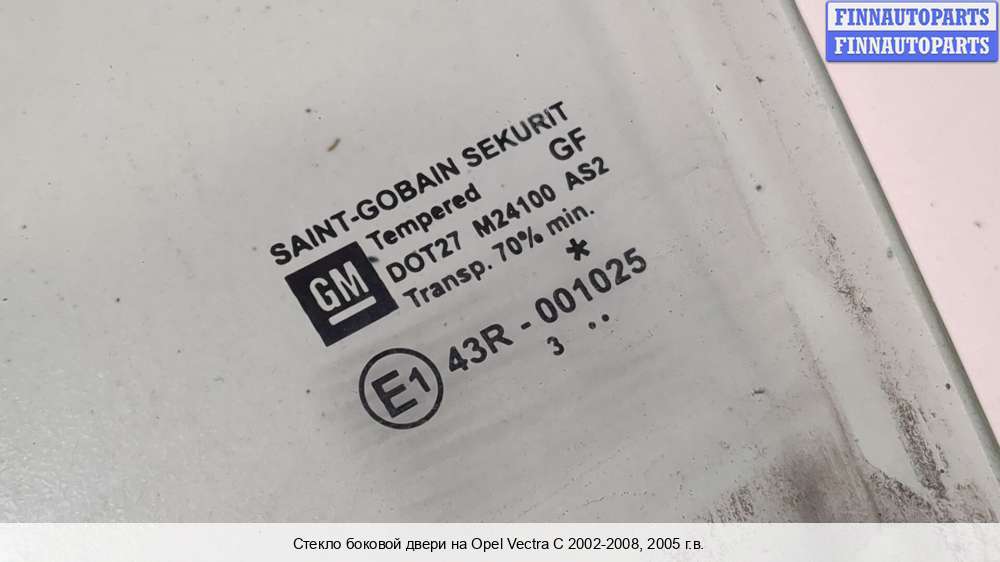 FINNAUTOPARTS
FINNAUTOPARTS
SAINT-GOBAIN SEKURIT
GM
Tempered GF
DOT27 M24100 AS2
Transp. 70% min.
*
E1 43R - 001025
3 ..
Стекло боковой двери на Opel Vectra C 2002-2008, 2005 г.в.